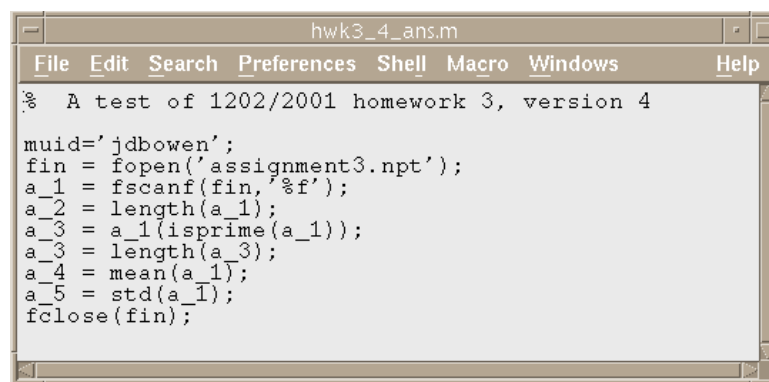 hwk3_4_ans.m
File Edit Search Preferences Shell Macro Windows Help
% A test of 1202/2001 homework 3, version 4
muid='jdbowen';
fin = fopen('assignment3.npt');
a_1 = fscanf(fin,'%f');
a_2 = length(a_1);
a_3 = a_1(isprime(a_1));
a_3 = length(a_3);
a_4 = mean(a_1);
a_5 = std(a_1);
fclose(fin);